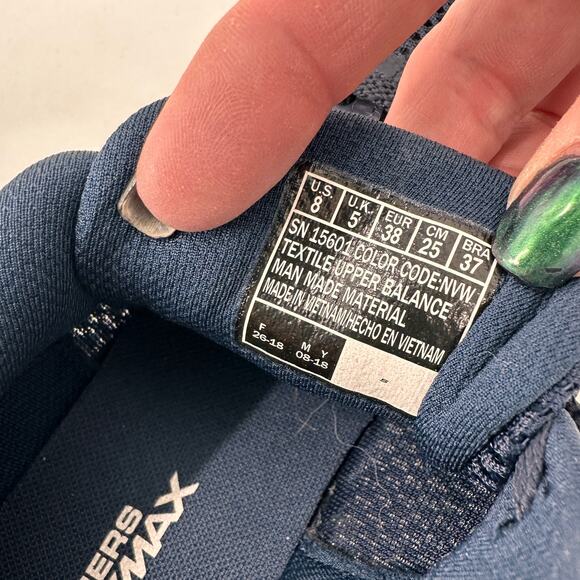 U.S. U.K. EUR CM BRA
8 5 38 25 37
SN 15601 COLOR CODE:NVW
TEXTILE UPPER BALANCE
MAN MADE MATERIAL
MADE IN VIETNAM/HECHO EN VIETNAM
F M Y
26-18 08-18
S
HERS
MAX